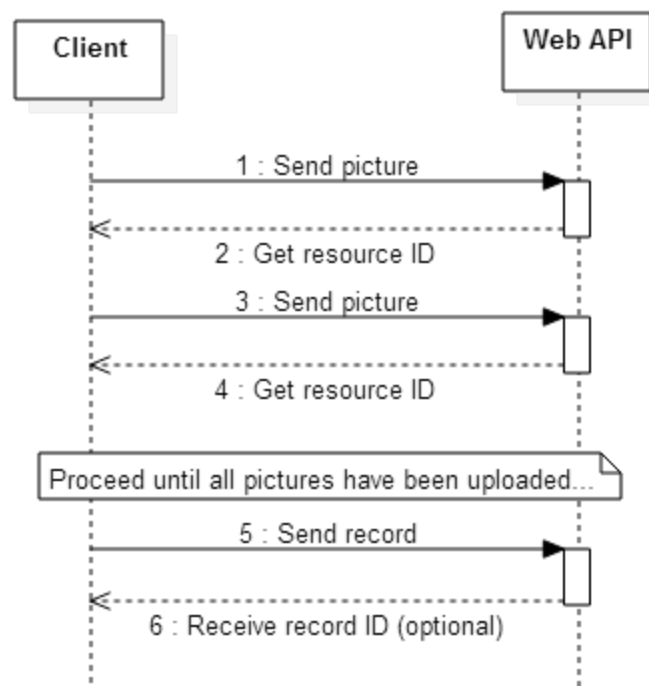 Client
Web API
1 : Send picture
2 : Get resource ID
3 : Send picture
4 : Get resource ID
Proceed until all pictures have been uploaded...
5 : Send record
6 : Receive record ID (optional)